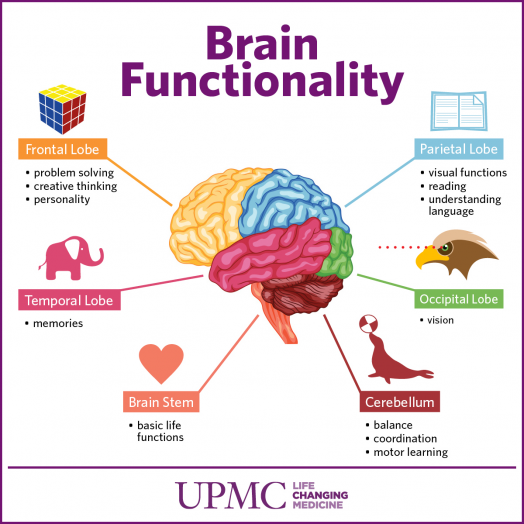 Brain
Functionality
Frontal Lobe
• problem solving
• creative thinking
• personality
Parietal Lobe
• visual functions
• reading
• understanding
language
Temporal Lobe
• memories
Occipital Lobe
• vision
Brain Stem
• basic life
functions
Cerebellum
• balance
• coordination
• motor learning
UPMC
LIFE
CHANGING
MEDICINE